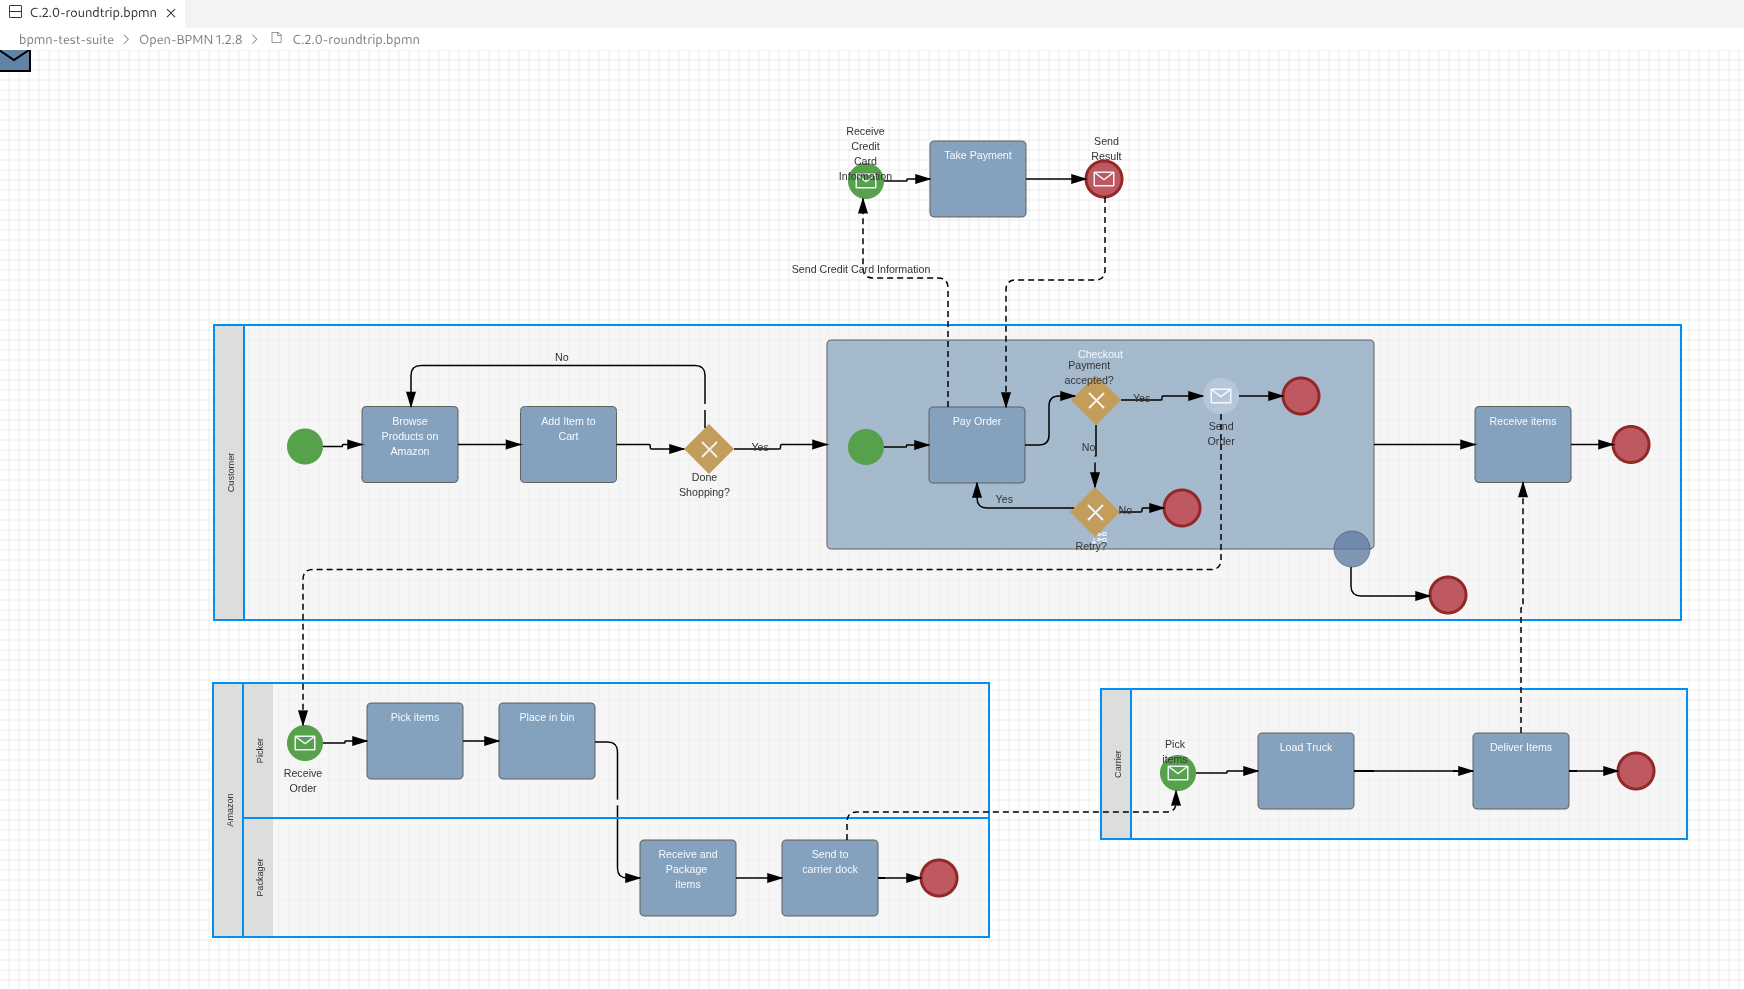 C.2.0-roundtrip.bpmn
bpmn-test-suite
Open-BPMN 1.2.8
C.2.0-roundtrip.bpmn
Receive
Credit
Card
Information
Take Payment
Send
Result
Send Credit Card Information
Customer
No
Browse
Products on
Amazon
Add Item to
Cart
Done
Shopping?
Yes
Checkout
Pay Order
Payment
accepted?
Yes
Send
Order
No
Yes
No
Retry?
Receive items
Amazon
Picker
Receive
Order
Pick items
Place in bin
Packager
Receive and
Package
items
Send to
carrier dock
Carrier
Pick
items
Load Truck
Deliver Items